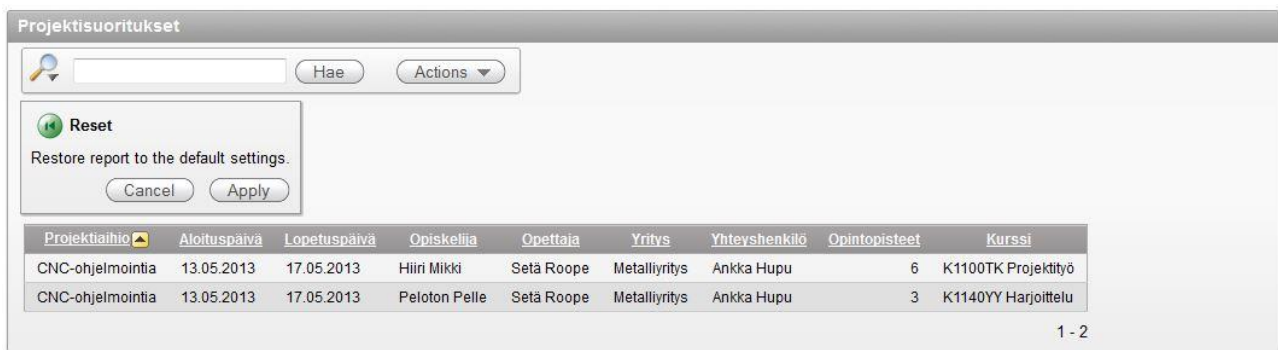 Projektisuoritukset
Hae Actions
Reset
Restore report to the default settings.
Cancel Apply
Projektiaihio Aloituspäivä Lopetuspäivä Opiskelija Opettaja Yritys Yhteyshenkilö Opintopisteet Kurssi
CNC-ohjelmointia 13.05.2013 17.05.2013 Hiiri Mikki Setä Roope Metalliyritys Ankka Hupu 6 K1100TK Projektityö
CNC-ohjelmointia 13.05.2013 17.05.2013 Peloton Pelle Setä Roope Metalliyritys Ankka Hupu 3 K1140YY Harjoittelu
1 - 2